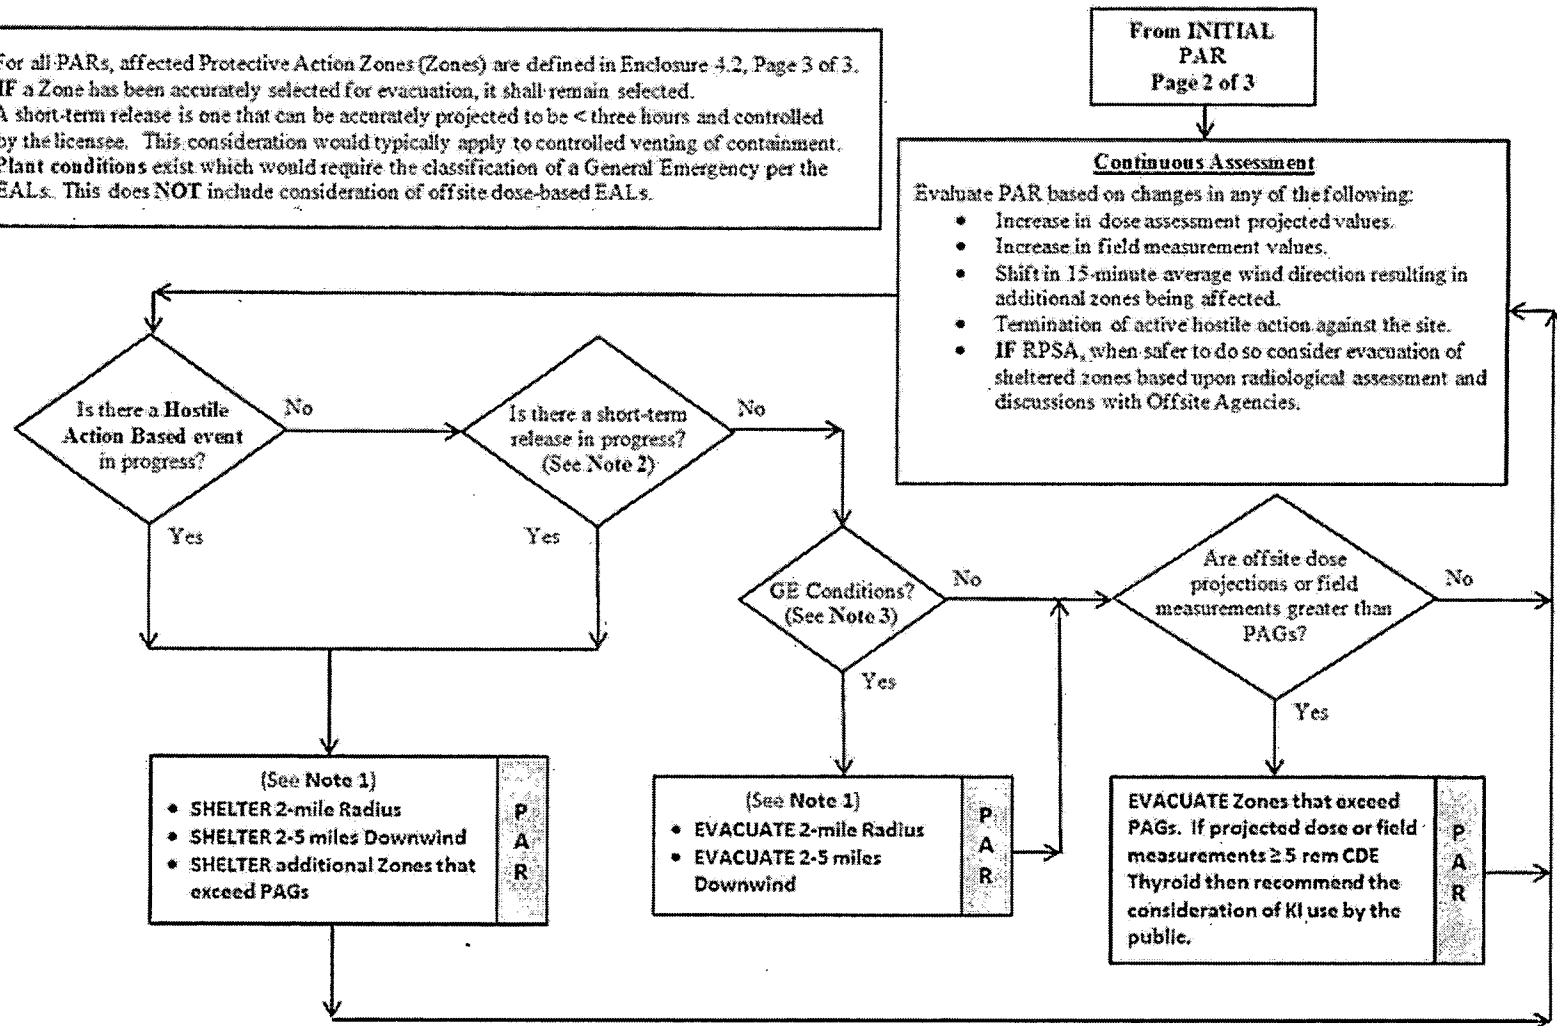 For all PARs, affected Protective Action Zones (Zones) are defined in Enclosure 4.2, Page 3 of 3.
IF a Zone has been accurately selected for evacuation, it shall remain selected.
A short-term release is one that can be accurately projected to be < three hours and controlled
by the licensee. This consideration would typically apply to controlled venting of containment.
Plant conditions exist which would require the classification of a General Emergency per the
EALs. This does NOT include consideration of offsite dose-based EALs.
From INITIAL
PAR
Page 2 of 3
Continuous Assessment
Evaluate PAR based on changes in any of the following:
• Increase in dose assessment projected values.
• Increase in field measurement values.
• Shift in 15-minute average wind direction resulting in
additional zones being affected.
• Termination of active hostile action against the site.
• IF RPSA, when safer to do so consider evacuation of
sheltered zones based upon radiological assessment and
discussions with Offsite Agencies.
Is there a Hostile
Action Based event
in progress?
No
Yes
Is there a short-term
release in progress?
(See Note 2)
No
Yes
GE Conditions?
(See Note 3)
No
Yes
Are offsite dose
projections or field
measurements greater than
PAGs?
No
Yes
(See Note 1)
• SHELTER 2-mile Radius
• SHELTER 2-5 miles Downwind
• SHELTER additional Zones that
exceed PAGs
P
A
R
(See Note 1)
• EVACUATE 2-mile Radius
• EVACUATE 2-5 miles
Downwind
P
A
R
EVACUATE Zones that exceed
PAGs. If projected dose or field
measurements ≥ 5 rem CDE
Thyroid then recommend the
consideration of KI use by the
public.
P
A
R